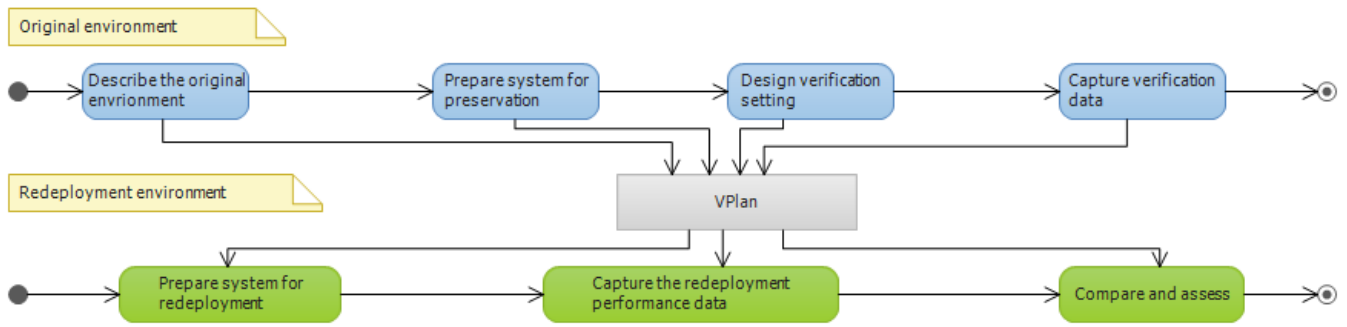 Original environment
Describe the original
envrionment
Prepare system for
preservation
Design verification
setting
Capture verification
data
Redeployment environment
VPlan
Prepare system for
redeployment
Capture the redeployment
performance data
Compare and assess